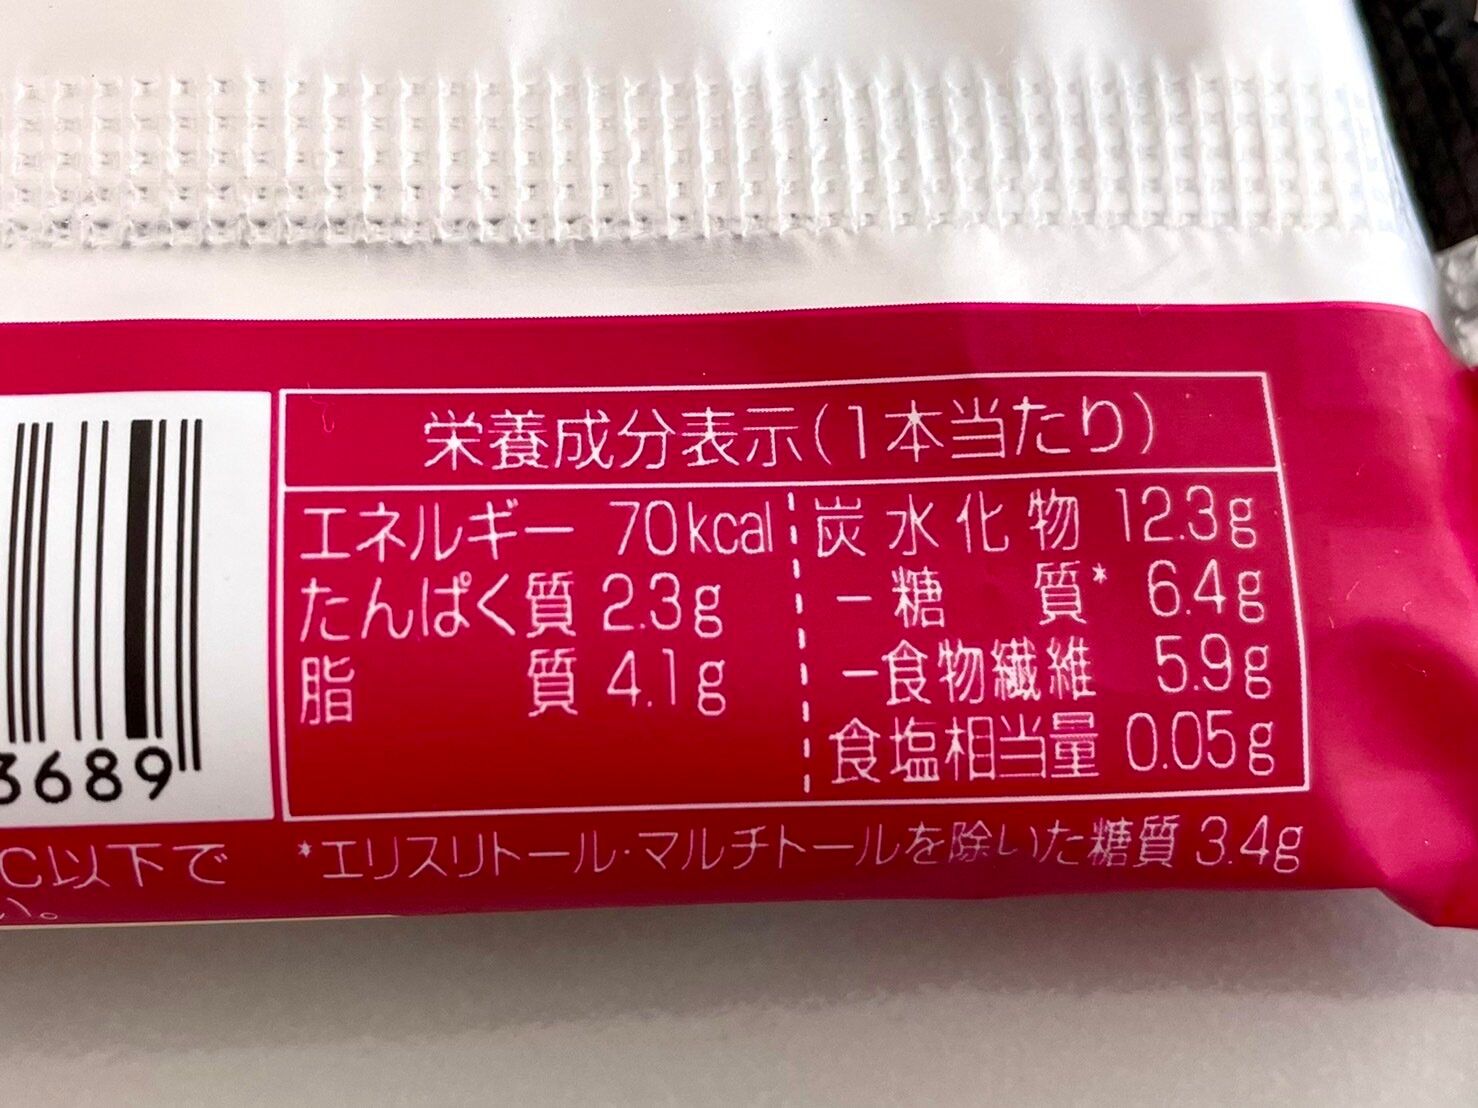 栄養成分表示(1本当たり)
エネルギー 70kcal
たんぱく質 2.3g
脂質 4.1g
炭水化物 12.3g
-糖質* 6.4g
-食物繊維 5.9g
食塩相当量 0.05g
*エリスリトール・マルチトールを除いた糖質 3.4g
3689
C以下で